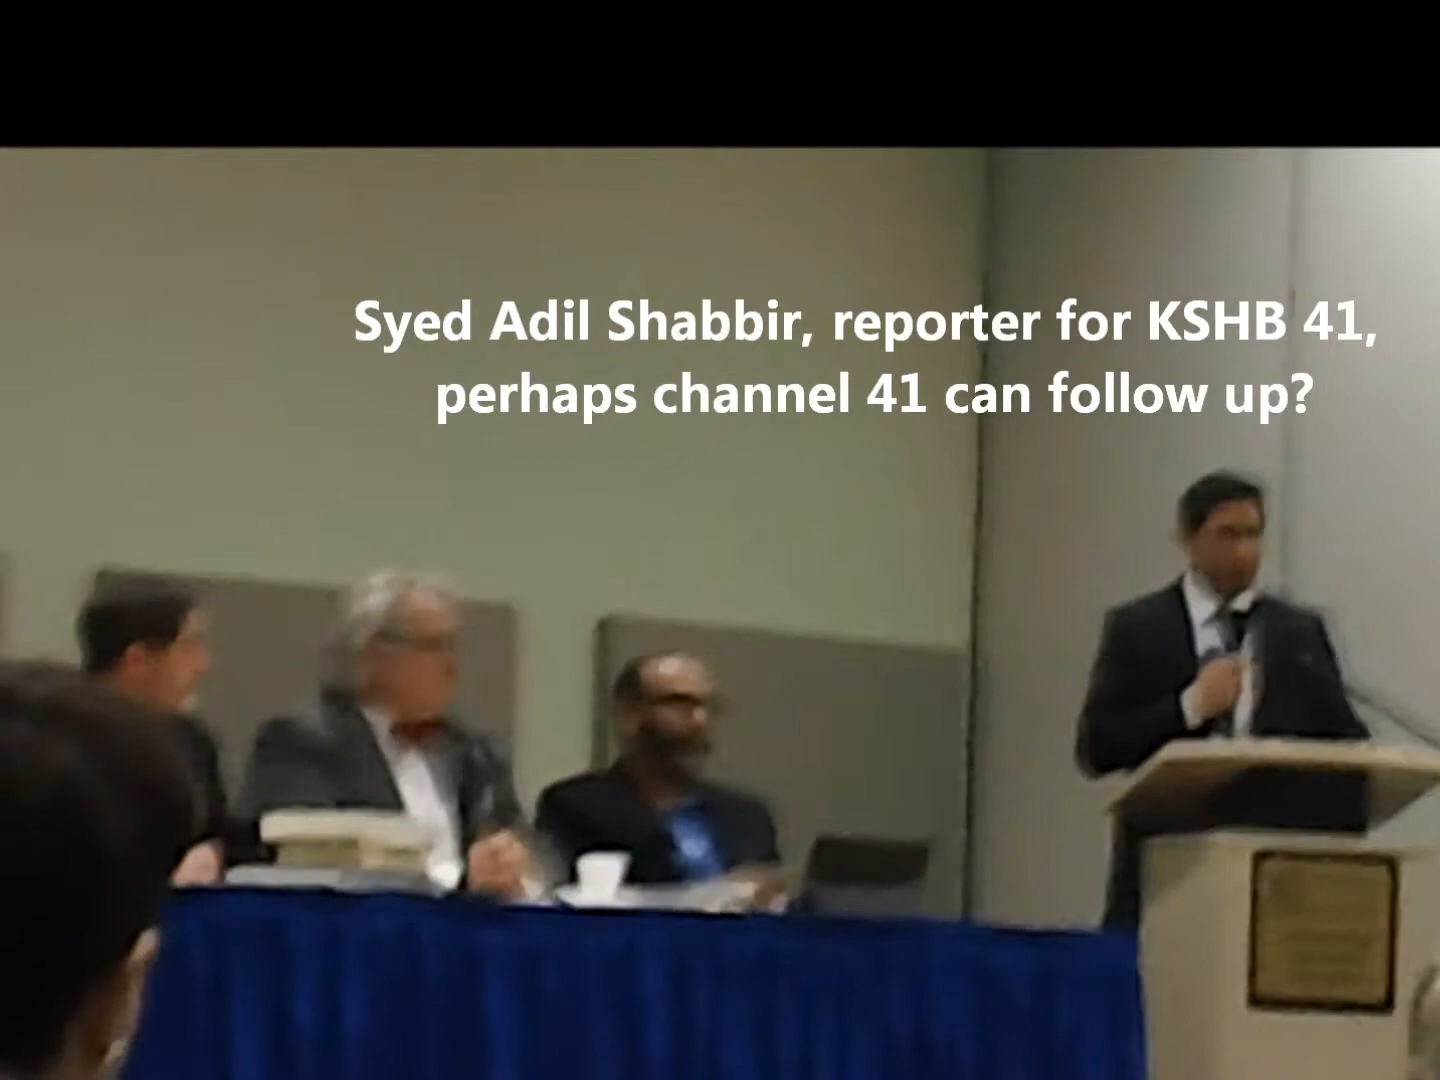 Syed Adil Shabbir, reporter for KSHB 41,
perhaps channel 41 can follow up?